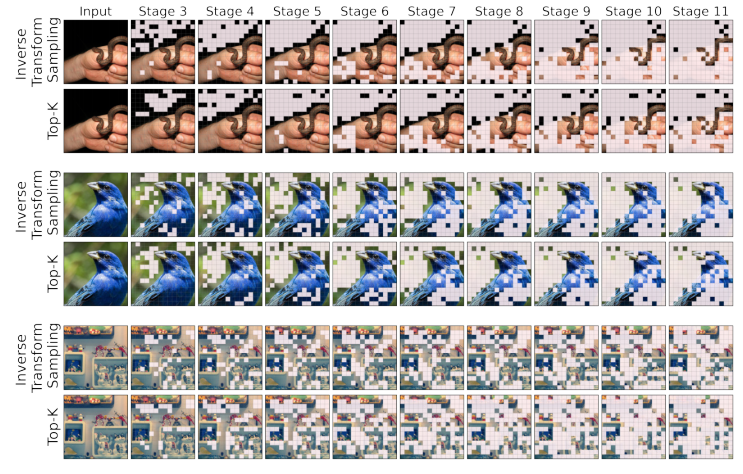 Input Stage 3 Stage 4 Stage 5 Stage 6 Stage 7 Stage 8 Stage 9 Stage 10 Stage 11
Inverse
Transform
Sampling
Top-K
Inverse
Transform
Sampling
Top-K
Inverse
Transform
Sampling
Top-K